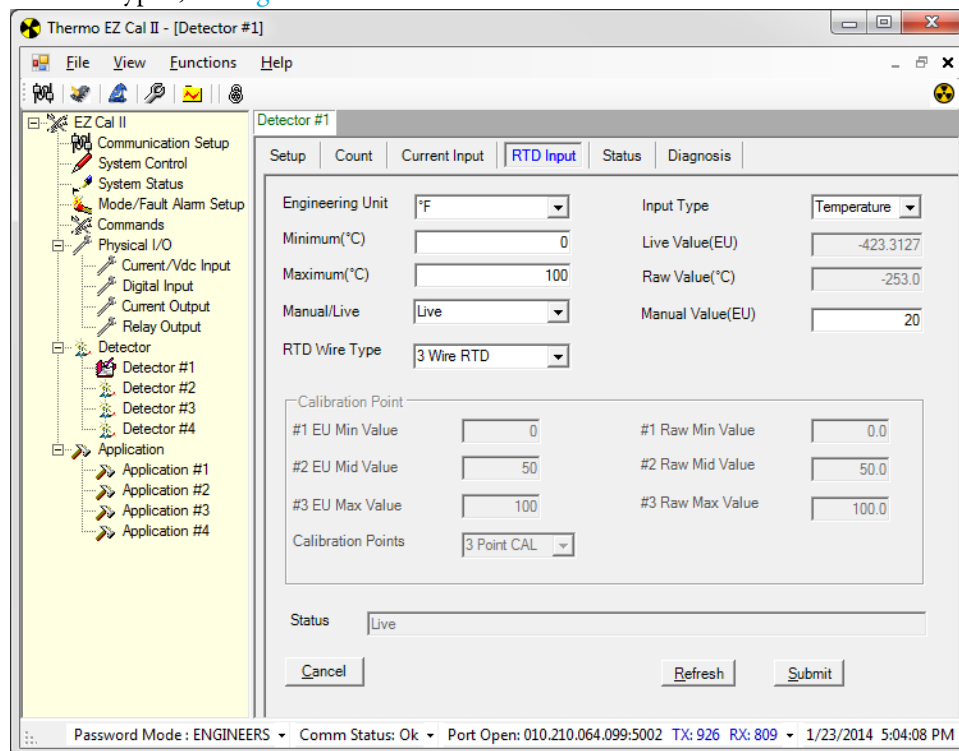 Thermo EZ Cal II - [Detector #1]
File View Functions Help
EZ Cal II
Communication Setup
System Control
System Status
Mode/Fault Alarm Setup
Commands
Physical I/O
Current/Vdc Input
Digital Input
Current Output
Relay Output
Detector
Detector #1
Detector #2
Detector #3
Detector #4
Application
Application #1
Application #2
Application #3
Application #4
Detector #1
Setup Count Current Input RTD Input Status Diagnosis
Engineering Unit °F Input Type Temperature
Minimum(°C) 0 Live Value(EU) -423.3127
Maximum(°C) 100 Raw Value(°C) -253.0
Manual/Live Live Manual Value(EU) 20
RTD Wire Type 3 Wire RTD
Calibration Point
#1 EU Min Value 0 #1 Raw Min Value 0.0
#2 EU Mid Value 50 #2 Raw Mid Value 50.0
#3 EU Max Value 100 #3 Raw Max Value 100.0
Calibration Points 3 Point CAL
Status Live
Cancel Refresh Submit
Password Mode : ENGINEERS Comm Status: Ok Port Open: 010.210.064.099:5002 TX: 926 RX: 809 1/23/2014 5:04:08 PM